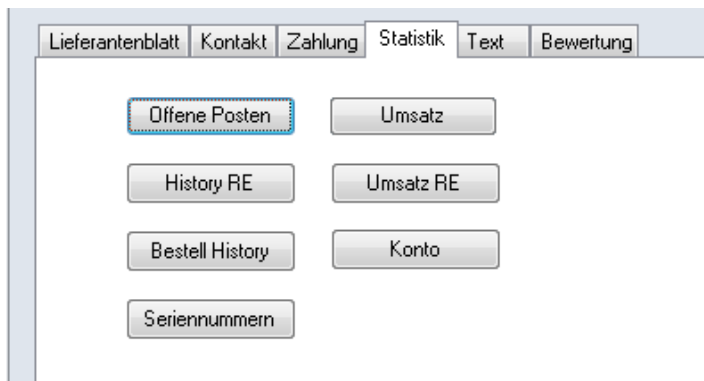 Lieferantenblatt Kontakt Zahlung Statistik Text Bewertung
Offene Posten Umsatz
History RE Umsatz RE
Bestell History Konto
Seriennummern